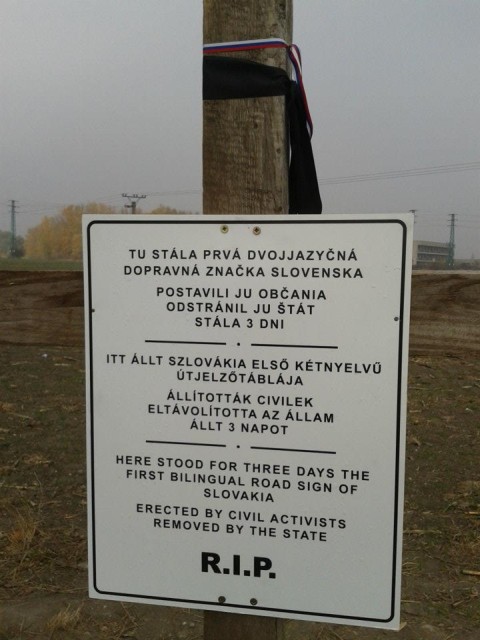 TU STÁLA PRVÁ DVOJJAZYČNÁ
DOPRAVNÁ ZNAČKA SLOVENSKA
POSTAVILI JU OBČANIA
ODSTRÁNIL JU ŠTÁT
STÁLA 3 DNI
ITT ÁLLT SZLOVÁKIA ELSŐ KÉTNYELVŰ
ÚTJELZŐTÁBLÁJA
ÁLLÍTOTTÁK CIVILEK
ELTÁVOLÍTOTTA AZ ÁLLAM
ÁLLT 3 NAPOT
HERE STOOD FOR THREE DAYS THE
FIRST BILINGUAL ROAD SIGN OF
SLOVAKIA
ERECTED BY CIVIL ACTIVISTS
REMOVED BY THE STATE
R.I.P.